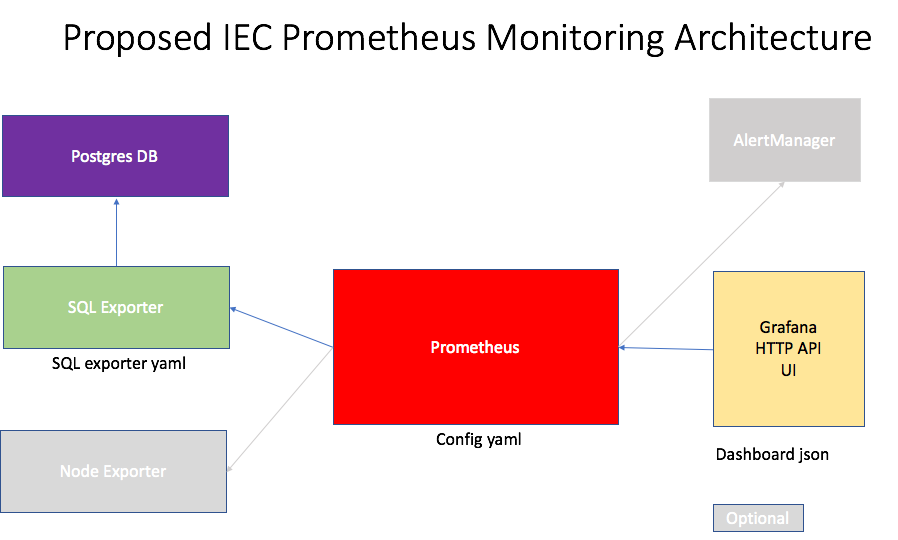 Proposed IEC Prometheus Monitoring Architecture
Postgres DB
AlertManager
SQL Exporter
SQL exporter yaml
Prometheus
Config yaml
Grafana
HTTP API
UI
Dashboard json
Node Exporter
Optional